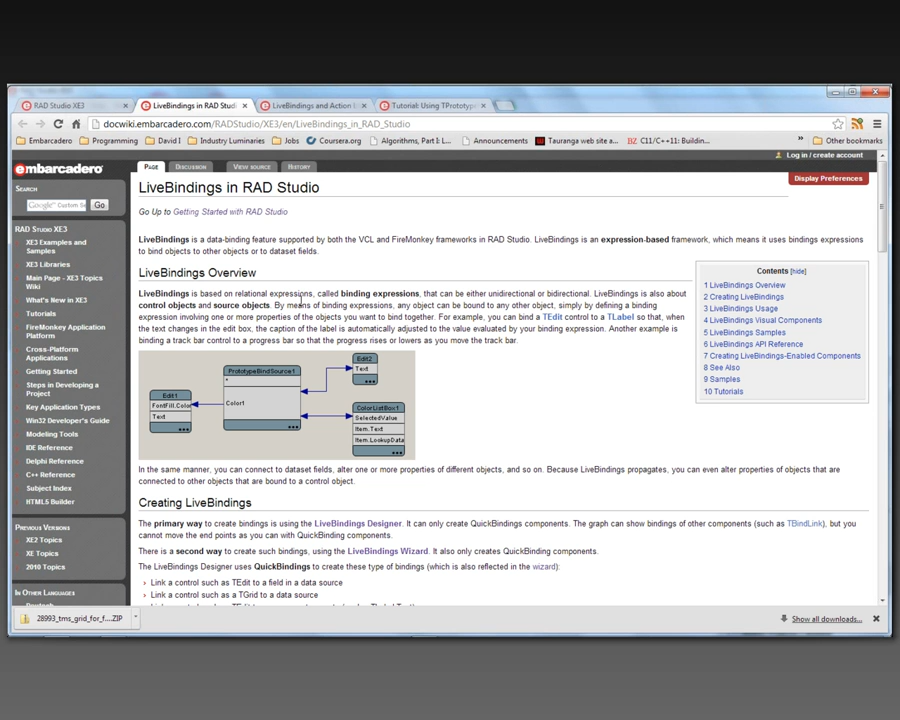 RAD Studio XE3
LiveBindings in RAD Studi
LiveBindings and Action
Tutorial: Using TPrototyp
docwiki.embarcadero.com/RADStudio/XE3/en/LiveBindings_in_RAD_Studio
Embarcadero
Programming
David I
Industry Luminaries
Jobs
Coursera.org
Algorithms, Part I: L...
Announcements
Tauranga web site a...
BZ C11/C++11: Buildin...
»
Other bookmarks
embarcadero
Page
Discussion
View source
History
Log in / create account
Display Preferences
Search
Google™ Custom Se
Go
RAD Studio XE3
XE3 Examples and
Samples
XE3 Libraries
Main Page - XE3 Topics
Wiki
What's New in XE3
Tutorials
FireMonkey Application
Platform
Cross-Platform
Applications
Getting Started
Steps in Developing a
Project
Key Application Types
Win32 Developer's Guide
Modeling Tools
IDE Reference
Delphi Reference
C++ Reference
Subject Index
HTML5 Builder
Previous Versions
XE2 Topics
XE Topics
2010 Topics
In Other Languages
LiveBindings in RAD Studio
Go Up to Getting Started with RAD Studio
LiveBindings is a data-binding feature supported by both the VCL and FireMonkey frameworks in RAD Studio. LiveBindings is an expression-based framework, which means it uses bindings expressions
to bind objects to other objects or to dataset fields.
LiveBindings Overview
LiveBindings is based on relational expressions, called binding expressions, that can be either unidirectional or bidirectional. LiveBindings is also about
control objects and source objects. By means of binding expressions, any object can be bound to any other object, simply by defining a binding
expression involving one or more properties of the objects you want to bind together. For example, you can bind a TEdit control to a TLabel so that, when
the text changes in the edit box, the caption of the label is automatically adjusted to the value evaluated by your binding expression. Another example is
binding a track bar control to a progress bar so that the progress rises or lowers as you move the track bar.
Contents [hide]
1 LiveBindings Overview
2 Creating LiveBindings
3 LiveBindings Usage
4 LiveBindings Visual Components
5 LiveBindings Samples
6 LiveBindings API Reference
7 Creating LiveBindings-Enabled Components
8 See Also
9 Samples
10 Tutorials
Edit1
FontFill.Color
Text
PrototypeBindSource1
*
Color1
Edit2
Text
ColorListBox1
SelectedValue
Item.Text
Item.LookupData
In the same manner, you can connect to dataset fields, alter one or more properties of different objects, and so on. Because LiveBindings propagates, you can even alter properties of objects that are
connected to other objects that are bound to a control object.
Creating LiveBindings
The primary way to create bindings is using the LiveBindings Designer. It can only create QuickBindings components. The graph can show bindings of other components (such as TBindLink), but you
cannot move the end points as you can with QuickBinding components.
There is a second way to create such bindings, using the LiveBindings Wizard. It also only creates QuickBinding components.
The LiveBindings Designer uses QuickBindings to create these type of bindings (which is also reflected in the wizard):
Link a control such as TEdit to a field in a data source
Link a control such as a TGrid to a data source
28993_tms_grid_for_f....ZIP
Show all downloads...